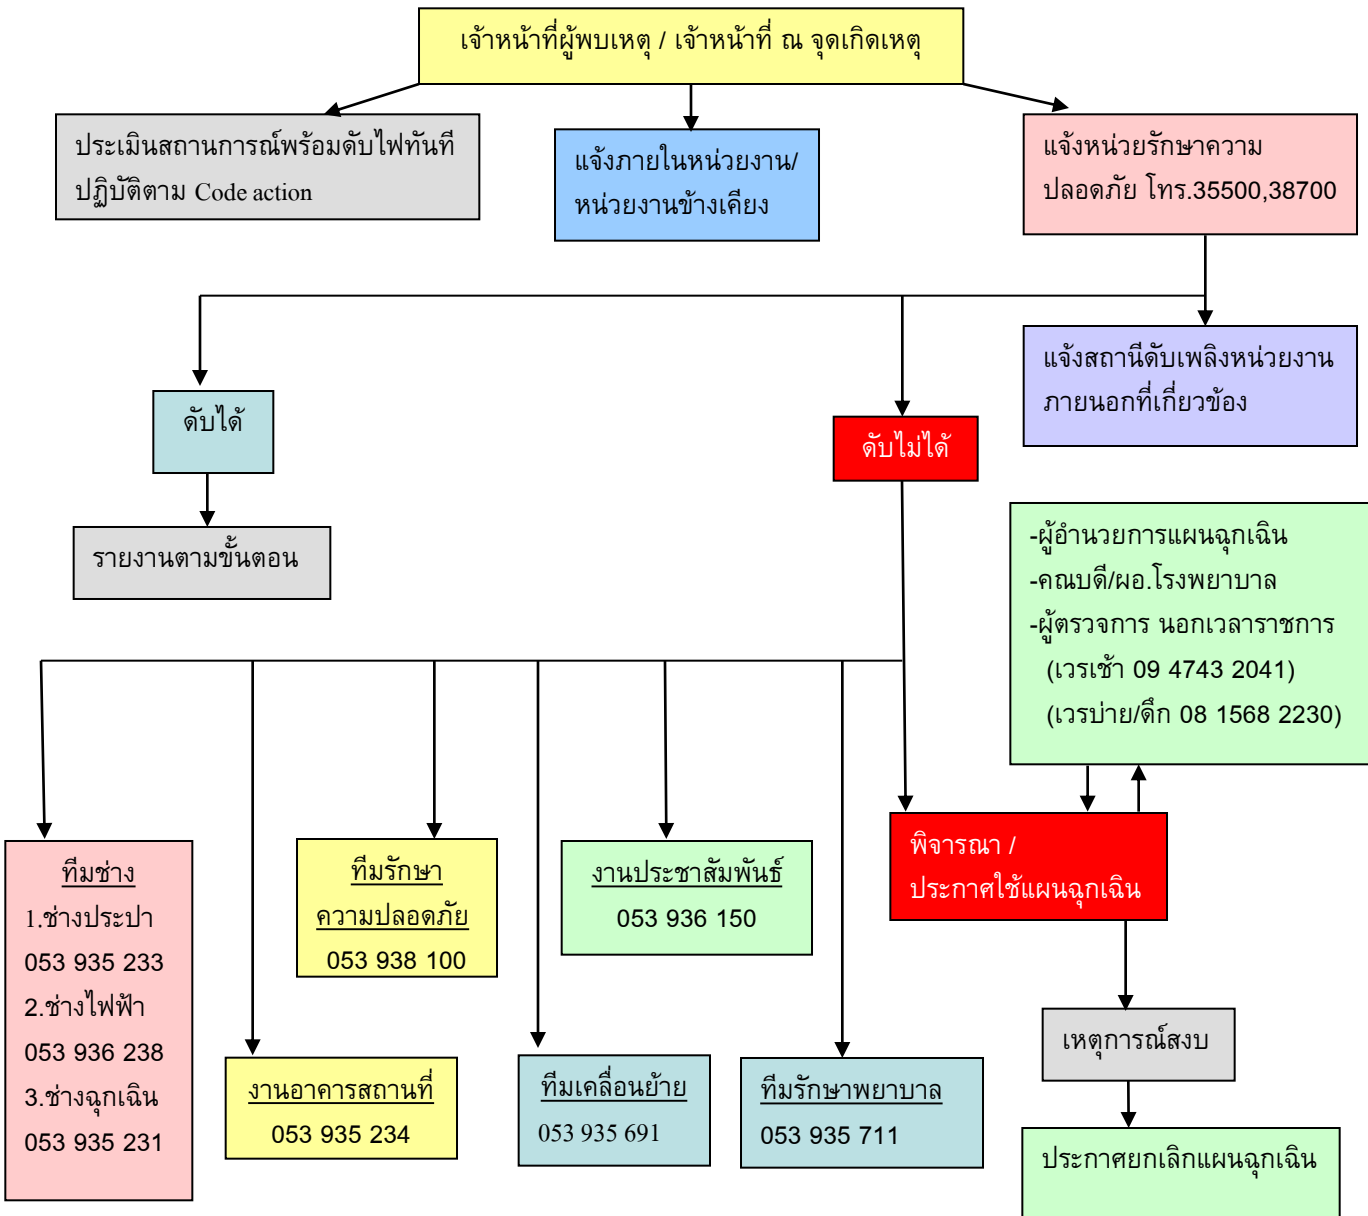 เจ้าหน้าที่ผู้พบเหตุ / เจ้าหน้าที่ ณ จุดเกิดเหตุ
ประเมินสถานการณ์พร้อมดับไฟทันที
ปฏิบัติตาม Code action
แจ้งภายในหน่วยงาน/
หน่วยงานข้างเคียง
แจ้งหน่วยรักษาความ
ปลอดภัย โทร.35500,38700
แจ้งสถานีดับเพลิงหน่วยงาน
ภายนอกที่เกี่ยวข้อง
ดับได้
ดับไม่ได้
รายงานตามขั้นตอน
-ผู้อำนวยการแผนฉุกเฉิน
-คณบดี/ผอ.โรงพยาบาล
-ผู้ตรวจการ นอกเวลาราชการ
(เวรเช้า 09 4743 2041)
(เวรบ่าย/ดึก 08 1568 2230)
พิจารณา /
ประกาศใช้แผนฉุกเฉิน
ทีมช่าง
1.ช่างประปา
053 935 233
2.ช่างไฟฟ้า
053 936 238
3.ช่างฉุกเฉิน
053 935 231
ทีมรักษา
ความปลอดภัย
053 938 100
งานประชาสัมพันธ์
053 936 150
งานอาคารสถานที่
053 935 234
ทีมเคลื่อนย้าย
053 935 691
ทีมรักษาพยาบาล
053 935 711
เหตุการณ์สงบ
ประกาศยกเลิกแผนฉุกเฉิน